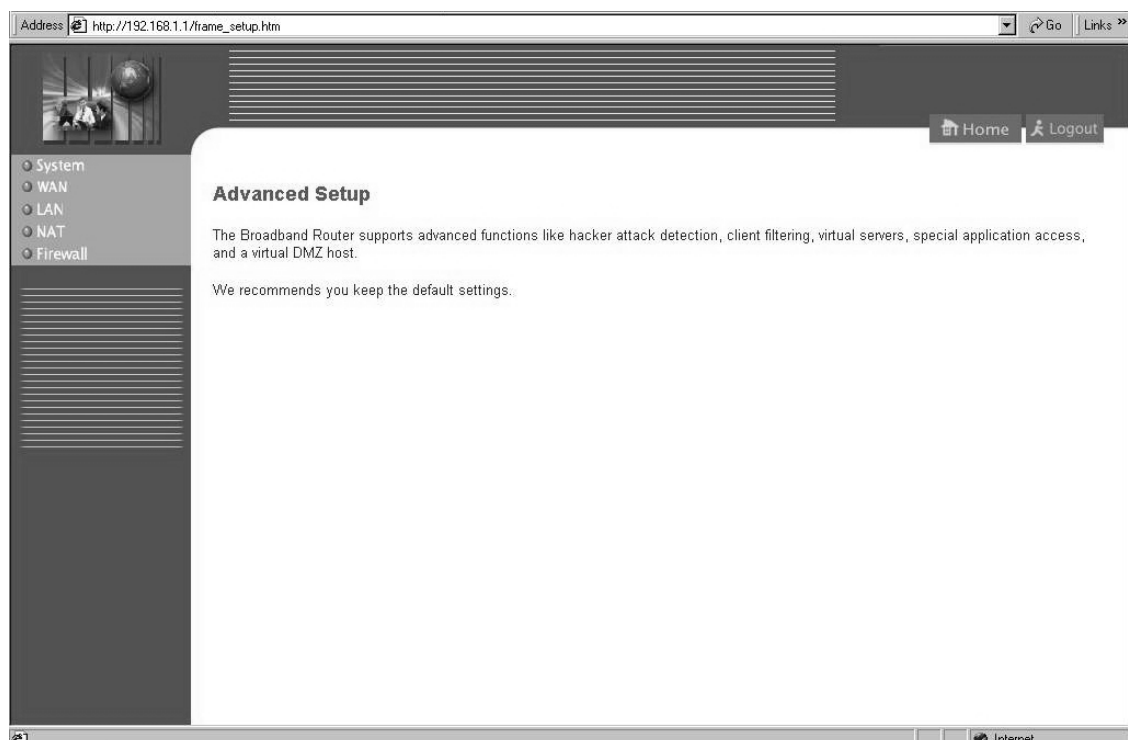 Address http://192.168.1.1/frame_setup.htm Go Links »
Home Logout
System
WAN
LAN
NAT
Firewall
Advanced Setup
The Broadband Router supports advanced functions like hacker attack detection, client filtering, virtual servers, special application access,
and a virtual DMZ host.
We recommends you keep the default settings.
Internet